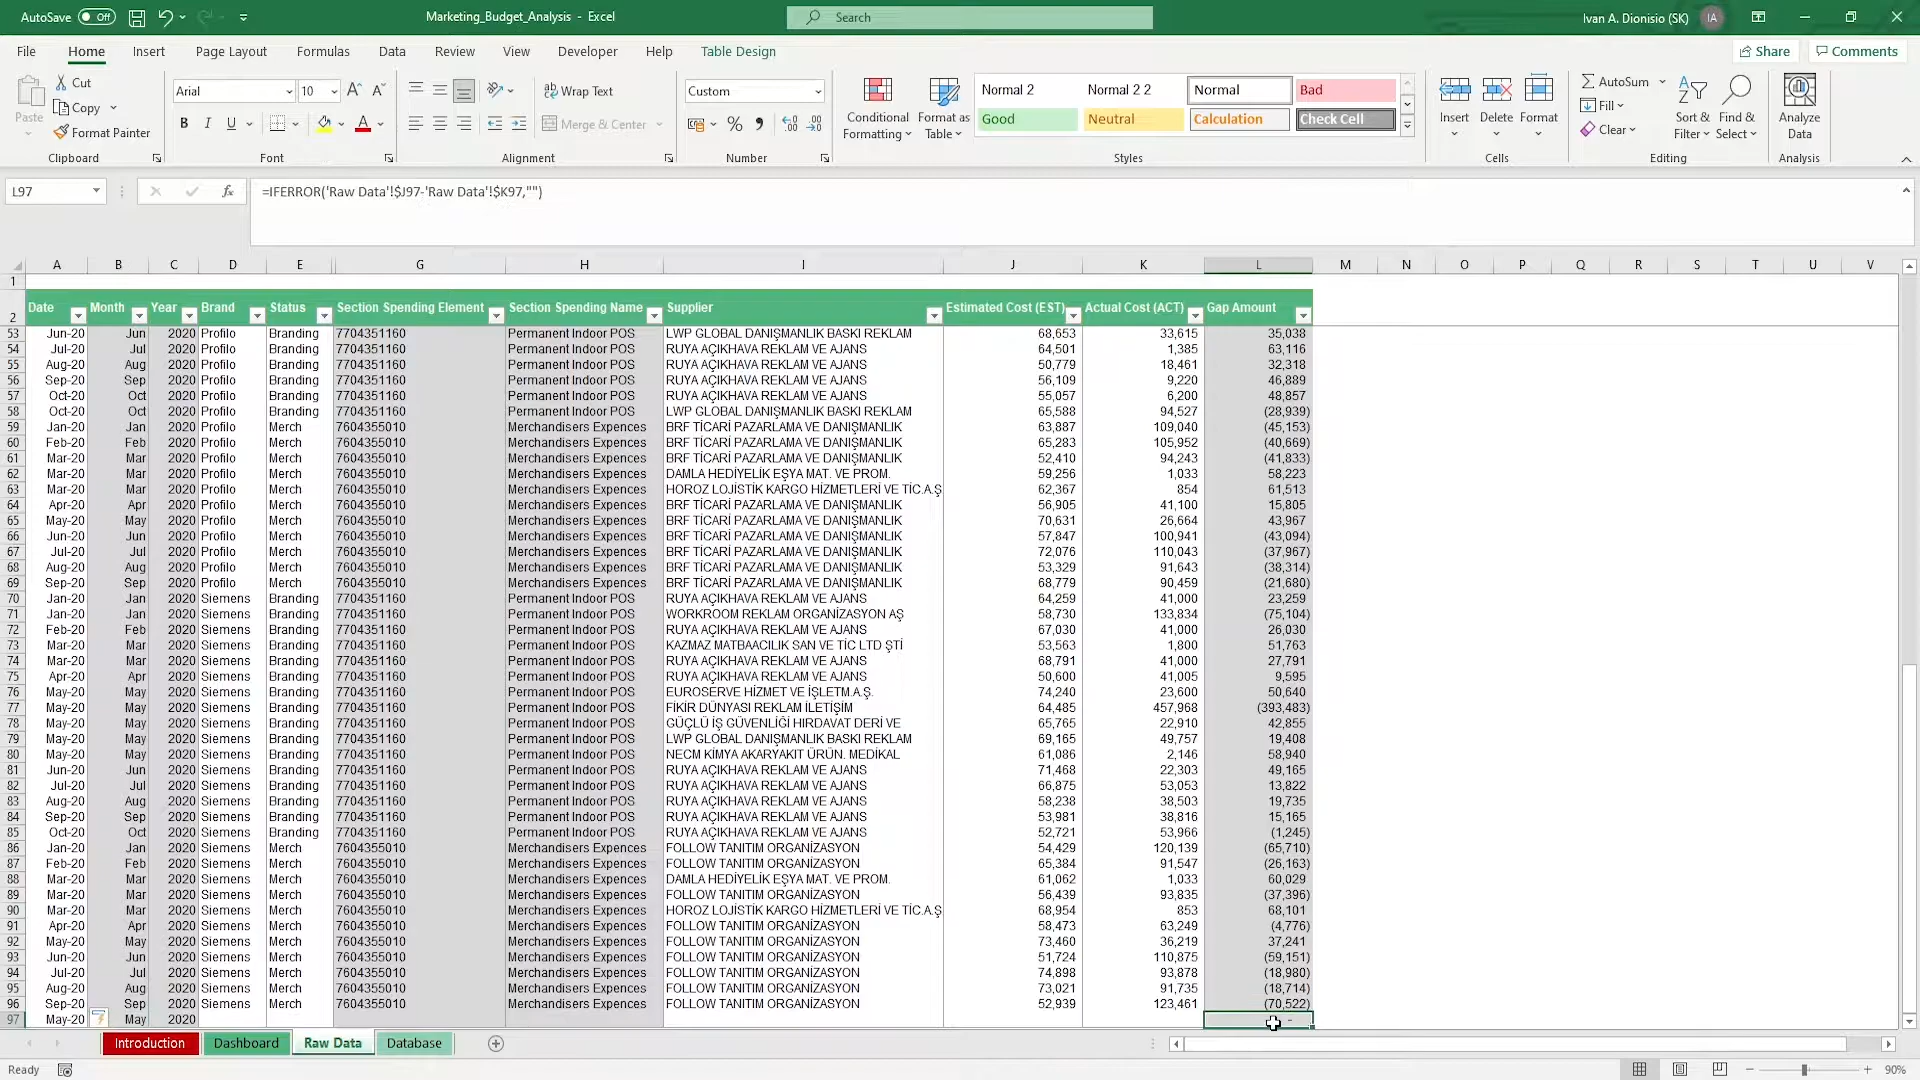 AutoSave Off Marketing_Budget_Analysis - Excel Search Ivan A. Dionisio (SK) IA
File Home Insert Page Layout Formulas Data Review View Developer Help Table Design Share Comments
Paste Cut Copy Format Painter Clipboard
Arial 10 B I U Font
Wrap Text Merge & Center Alignment
Custom % Number
Conditional Formatting Format as Table Normal 2 Normal 2 2 Normal Bad Good Neutral Calculation Check Cell Styles
Insert Delete Format Cells
AutoSum Fill Clear Sort & Filter Find & Select Editing
Analyze Data Analysis
L97 fx =IFERROR('Raw Data'!$J97-'Raw Data'!$K97,"")
A B C D E G H I J K L M N O P Q R S T U V
1
2 Date Month Year Brand Status Section Spending Element Section Spending Name Supplier Estimated Cost (EST) Actual Cost (ACT) Gap Amount
53 Jun-20 Jun 2020 Profilo Branding 7704351160 Permanent Indoor POS LWP GLOBAL DANIŞMANLIK BASKI REKLAM 68,653 33,615 35,038
54 Jul-20 Jul 2020 Profilo Branding 7704351160 Permanent Indoor POS RUYA AÇIKHAVA REKLAM VE AJANS 64,501 1,385 63,116
55 Aug-20 Aug 2020 Profilo Branding 7704351160 Permanent Indoor POS RUYA AÇIKHAVA REKLAM VE AJANS 50,779 18,461 32,318
56 Sep-20 Sep 2020 Profilo Branding 7704351160 Permanent Indoor POS RUYA AÇIKHAVA REKLAM VE AJANS 56,109 9,220 46,889
57 Oct-20 Oct 2020 Profilo Branding 7704351160 Permanent Indoor POS RUYA AÇIKHAVA REKLAM VE AJANS 55,057 6,200 48,857
58 Oct-20 Oct 2020 Profilo Branding 7704351160 Permanent Indoor POS LWP GLOBAL DANIŞMANLIK BASKI REKLAM 65,588 94,527 (28,939)
59 Jan-20 Jan 2020 Profilo Merch 7604355010 Merchandisers Expences BRF TİCARİ PAZARLAMA VE DANIŞMANLIK 63,887 109,040 (45,153)
60 Feb-20 Feb 2020 Profilo Merch 7604355010 Merchandisers Expences BRF TİCARİ PAZARLAMA VE DANIŞMANLIK 65,283 105,952 (40,669)
61 Mar-20 Mar 2020 Profilo Merch 7604355010 Merchandisers Expences BRF TİCARİ PAZARLAMA VE DANIŞMANLIK 52,410 94,243 (41,833)
62 Mar-20 Mar 2020 Profilo Merch 7604355010 Merchandisers Expences DAMLA HEDİYELİK EŞYA MAT. VE PROM. 59,256 1,033 58,223
63 Mar-20 Mar 2020 Profilo Merch 7604355010 Merchandisers Expences HOROZ LOJİSTİK KARGO HİZMETLERİ VE TİC.A.Ş 62,367 854 61,513
64 Apr-20 Apr 2020 Profilo Merch 7604355010 Merchandisers Expences BRF TİCARİ PAZARLAMA VE DANIŞMANLIK 56,905 41,100 15,805
65 May-20 May 2020 Profilo Merch 7604355010 Merchandisers Expences BRF TİCARİ PAZARLAMA VE DANIŞMANLIK 70,631 26,664 43,967
66 Jun-20 Jun 2020 Profilo Merch 7604355010 Merchandisers Expences BRF TİCARİ PAZARLAMA VE DANIŞMANLIK 57,847 100,941 (43,094)
67 Jul-20 Jul 2020 Profilo Merch 7604355010 Merchandisers Expences BRF TİCARİ PAZARLAMA VE DANIŞMANLIK 72,076 110,043 (37,967)
68 Aug-20 Aug 2020 Profilo Merch 7604355010 Merchandisers Expences BRF TİCARİ PAZARLAMA VE DANIŞMANLIK 53,329 91,643 (38,314)
69 Sep-20 Sep 2020 Profilo Merch 7604355010 Merchandisers Expences BRF TİCARİ PAZARLAMA VE DANIŞMANLIK 68,779 90,459 (21,680)
70 Jan-20 Jan 2020 Siemens Branding 7704351160 Permanent Indoor POS RUYA AÇIKHAVA REKLAM VE AJANS 64,259 41,000 23,259
71 Jan-20 Jan 2020 Siemens Branding 7704351160 Permanent Indoor POS WORKROOM REKLAM ORGANİZASYON AŞ 58,730 133,834 (75,104)
72 Feb-20 Feb 2020 Siemens Branding 7704351160 Permanent Indoor POS RUYA AÇIKHAVA REKLAM VE AJANS 67,030 41,000 26,030
73 Mar-20 Mar 2020 Siemens Branding 7704351160 Permanent Indoor POS KAZMAZ MATBAACILIK SAN VE TİC LTD ŞTİ 53,563 1,800 51,763
74 Mar-20 Mar 2020 Siemens Branding 7704351160 Permanent Indoor POS RUYA AÇIKHAVA REKLAM VE AJANS 68,791 41,000 27,791
75 Apr-20 Apr 2020 Siemens Branding 7704351160 Permanent Indoor POS RUYA AÇIKHAVA REKLAM VE AJANS 50,600 41,005 9,595
76 May-20 May 2020 Siemens Branding 7704351160 Permanent Indoor POS EUROSERVE HİZMET VE İŞLETM.A.Ş. 74,240 23,600 50,640
77 May-20 May 2020 Siemens Branding 7704351160 Permanent Indoor POS FİKİR DÜNYASI REKLAM İLETİŞİM 64,485 457,968 (393,483)
78 May-20 May 2020 Siemens Branding 7704351160 Permanent Indoor POS GÜÇLÜ İŞ GÜVENLİĞİ HIRDAVAT DERİ VE 65,765 22,910 42,855
79 May-20 May 2020 Siemens Branding 7704351160 Permanent Indoor POS LWP GLOBAL DANIŞMANLIK BASKI REKLAM 69,165 49,757 19,408
80 May-20 May 2020 Siemens Branding 7704351160 Permanent Indoor POS NECM KİMYA AKARYAKIT ÜRÜN. MEDİKAL 61,086 2,146 58,940
81 Jun-20 Jun 2020 Siemens Branding 7704351160 Permanent Indoor POS RUYA AÇIKHAVA REKLAM VE AJANS 71,468 22,303 49,165
82 Jul-20 Jul 2020 Siemens Branding 7704351160 Permanent Indoor POS RUYA AÇIKHAVA REKLAM VE AJANS 66,875 53,053 13,822
83 Aug-20 Aug 2020 Siemens Branding 7704351160 Permanent Indoor POS RUYA AÇIKHAVA REKLAM VE AJANS 58,238 38,503 19,735
84 Sep-20 Sep 2020 Siemens Branding 7704351160 Permanent Indoor POS RUYA AÇIKHAVA REKLAM VE AJANS 53,981 38,816 15,165
85 Oct-20 Oct 2020 Siemens Branding 7704351160 Permanent Indoor POS RUYA AÇIKHAVA REKLAM VE AJANS 52,721 53,966 (1,245)
86 Jan-20 Jan 2020 Siemens Merch 7604355010 Merchandisers Expences FOLLOW TANITIM ORGANİZASYON 54,429 120,139 (65,710)
87 Feb-20 Feb 2020 Siemens Merch 7604355010 Merchandisers Expences FOLLOW TANITIM ORGANİZASYON 65,384 91,547 (26,163)
88 Mar-20 Mar 2020 Siemens Merch 7604355010 Merchandisers Expences DAMLA HEDİYELİK EŞYA MAT. VE PROM. 61,062 1,033 60,029
89 Mar-20 Mar 2020 Siemens Merch 7604355010 Merchandisers Expences FOLLOW TANITIM ORGANİZASYON 56,439 93,835 (37,396)
90 Mar-20 Mar 2020 Siemens Merch 7604355010 Merchandisers Expences HOROZ LOJİSTİK KARGO HİZMETLERİ VE TİC.A.Ş 68,954 853 68,101
91 Apr-20 Apr 2020 Siemens Merch 7604355010 Merchandisers Expences FOLLOW TANITIM ORGANİZASYON 58,473 63,249 (4,776)
92 May-20 May 2020 Siemens Merch 7604355010 Merchandisers Expences FOLLOW TANITIM ORGANİZASYON 73,460 36,219 37,241
93 Jun-20 Jun 2020 Siemens Merch 7604355010 Merchandisers Expences FOLLOW TANITIM ORGANİZASYON 51,724 110,875 (59,151)
94 Jul-20 Jul 2020 Siemens Merch 7604355010 Merchandisers Expences FOLLOW TANITIM ORGANİZASYON 74,898 93,878 (18,980)
95 Aug-20 Aug 2020 Siemens Merch 7604355010 Merchandisers Expences FOLLOW TANITIM ORGANİZASYON 73,021 91,735 (18,714)
96 Sep-20 Sep 2020 Siemens Merch 7604355010 Merchandisers Expences FOLLOW TANITIM ORGANİZASYON 52,939 123,461 (70,522)
97 May-20 May 2020 -
Introduction Dashboard Raw Data Database
Ready 90%